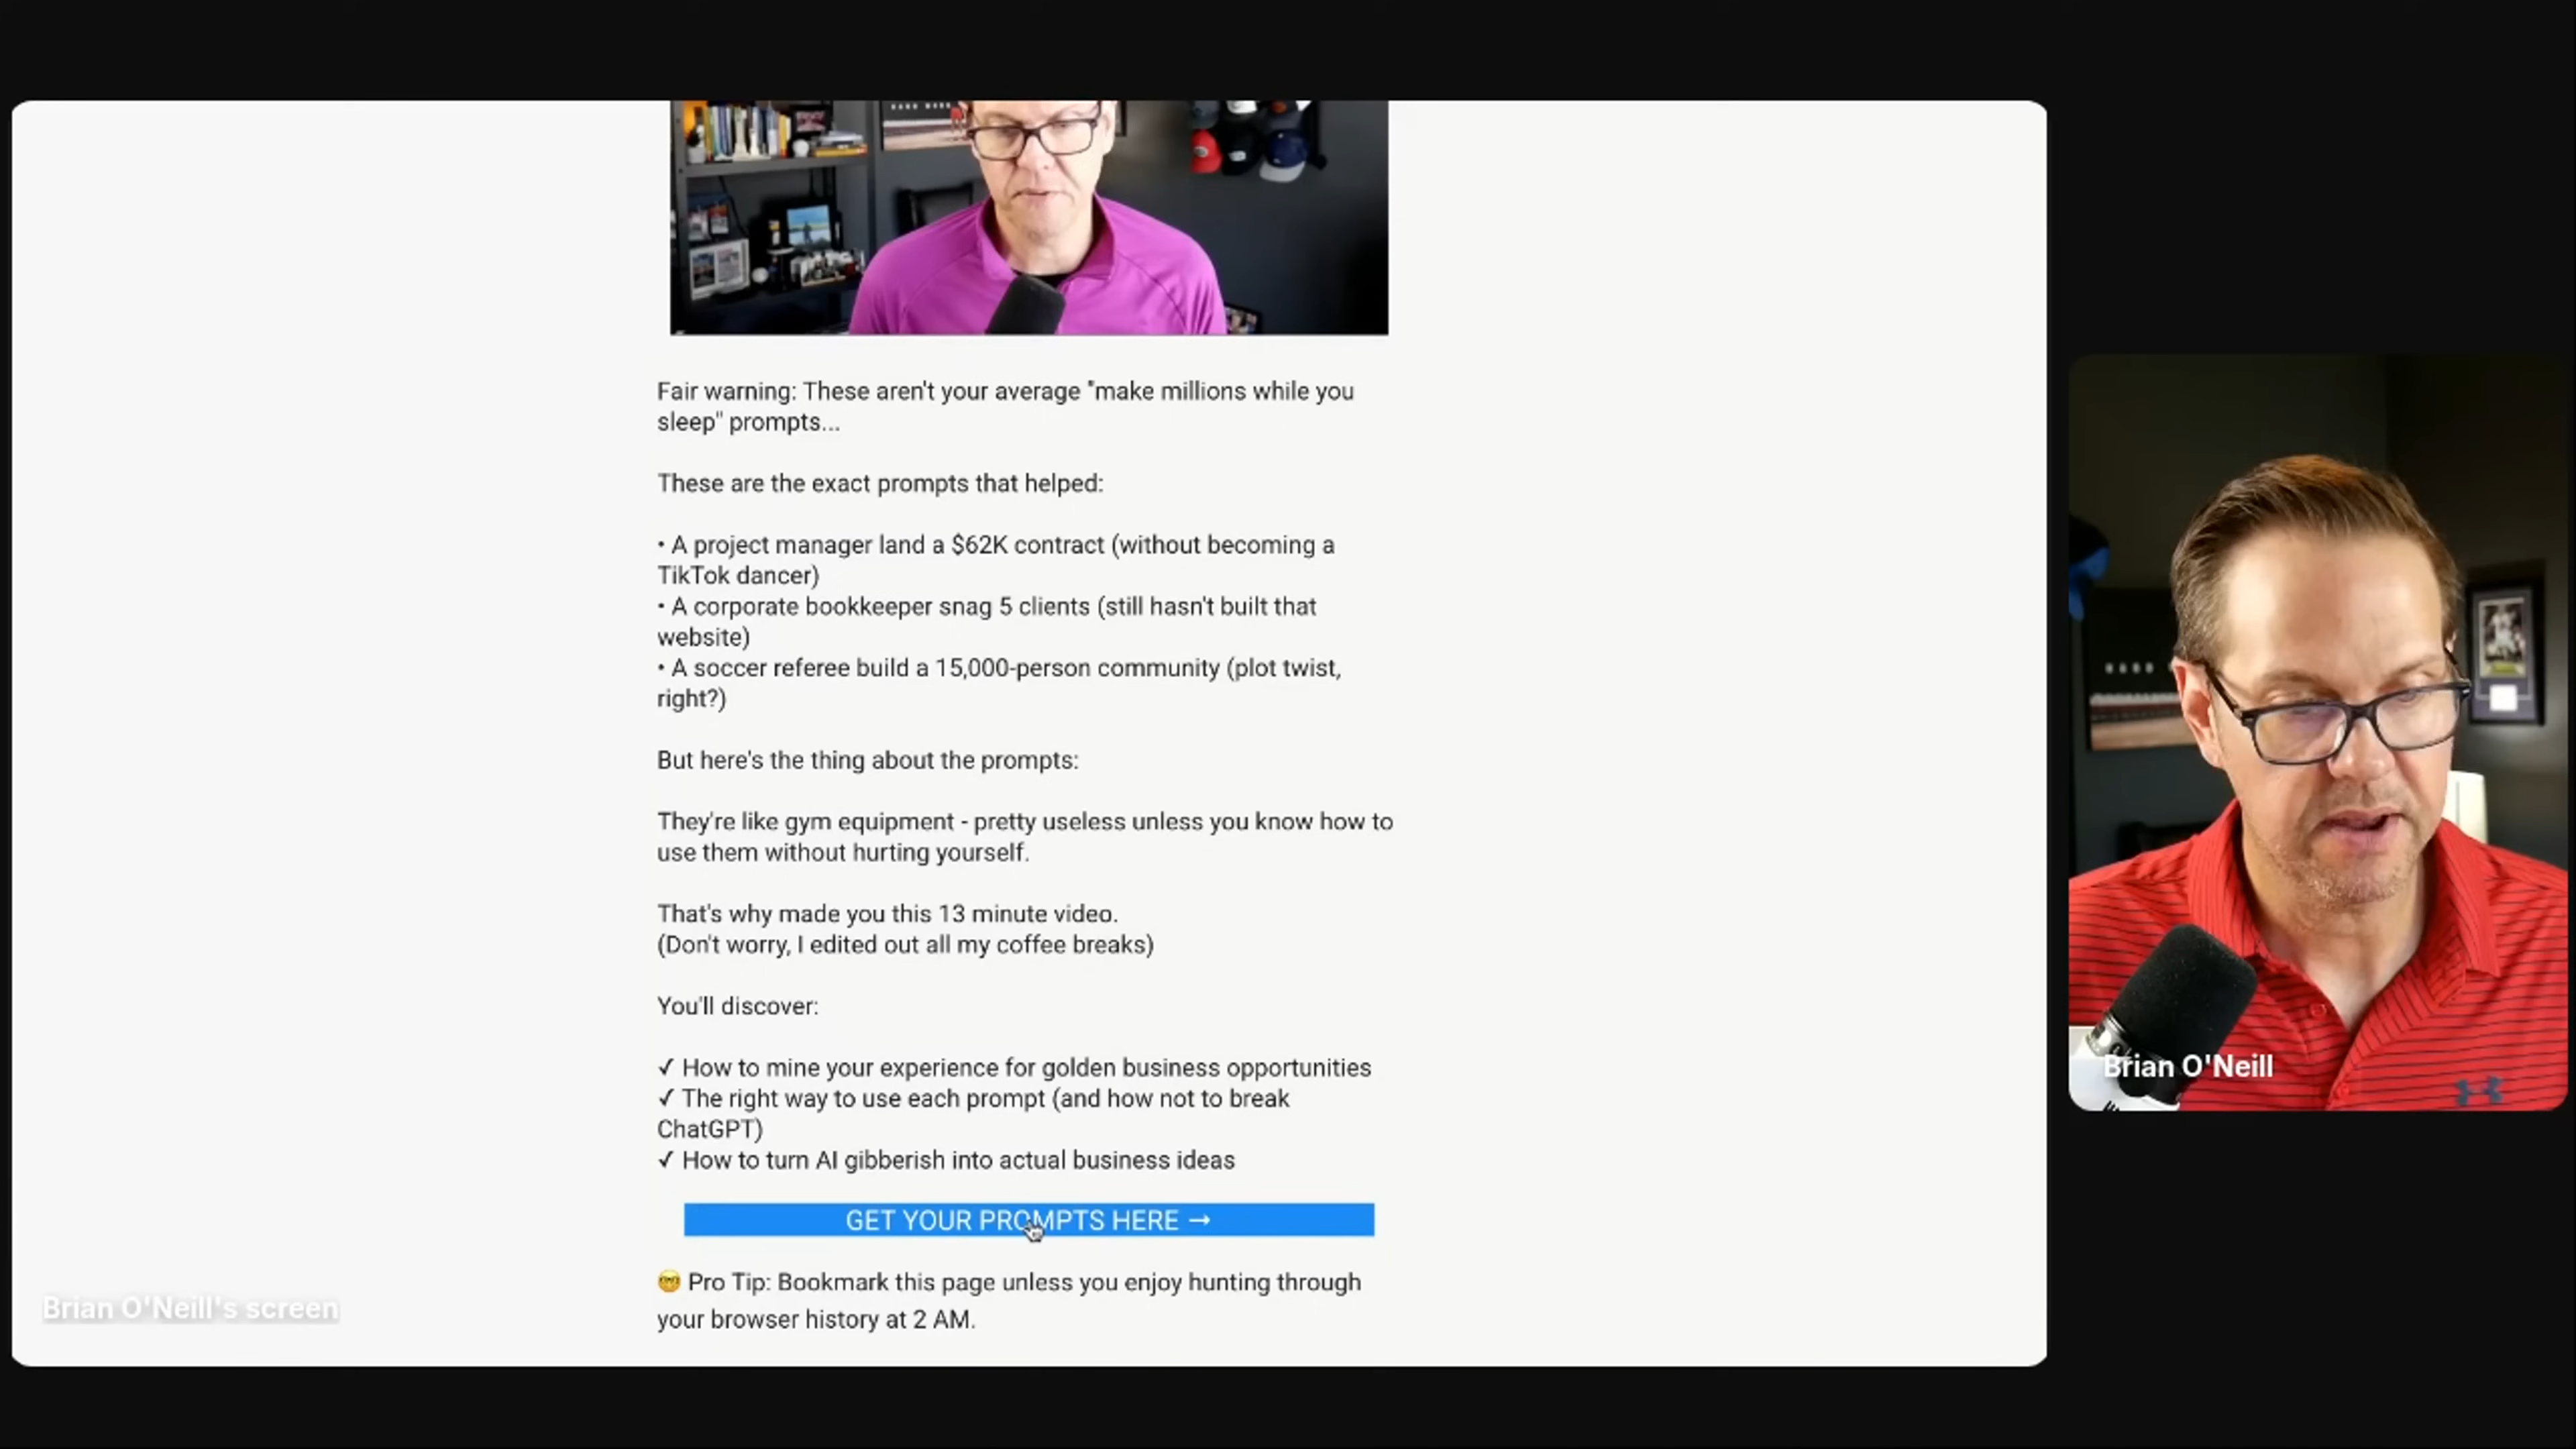 Fair warning: These aren't your average "make millions while you
sleep" prompts...
These are the exact prompts that helped:
• A project manager land a $62K contract (without becoming a
TikTok dancer)
• A corporate bookkeeper snag 5 clients (still hasn't built that
website)
• A soccer referee build a 15,000-person community (plot twist,
right?)
But here's the thing about the prompts:
They're like gym equipment - pretty useless unless you know how to
use them without hurting yourself.
That's why made you this 13 minute video.
(Don't worry, I edited out all my coffee breaks)
You'll discover:
✓ How to mine your experience for golden business opportunities
✓ The right way to use each prompt (and how not to break
ChatGPT)
✓ How to turn AI gibberish into actual business ideas
GET YOUR PROMPTS HERE →
🤓 Pro Tip: Bookmark this page unless you enjoy hunting through
your browser history at 2 AM.
Brian O'Neill's screen
Brian O'Neill